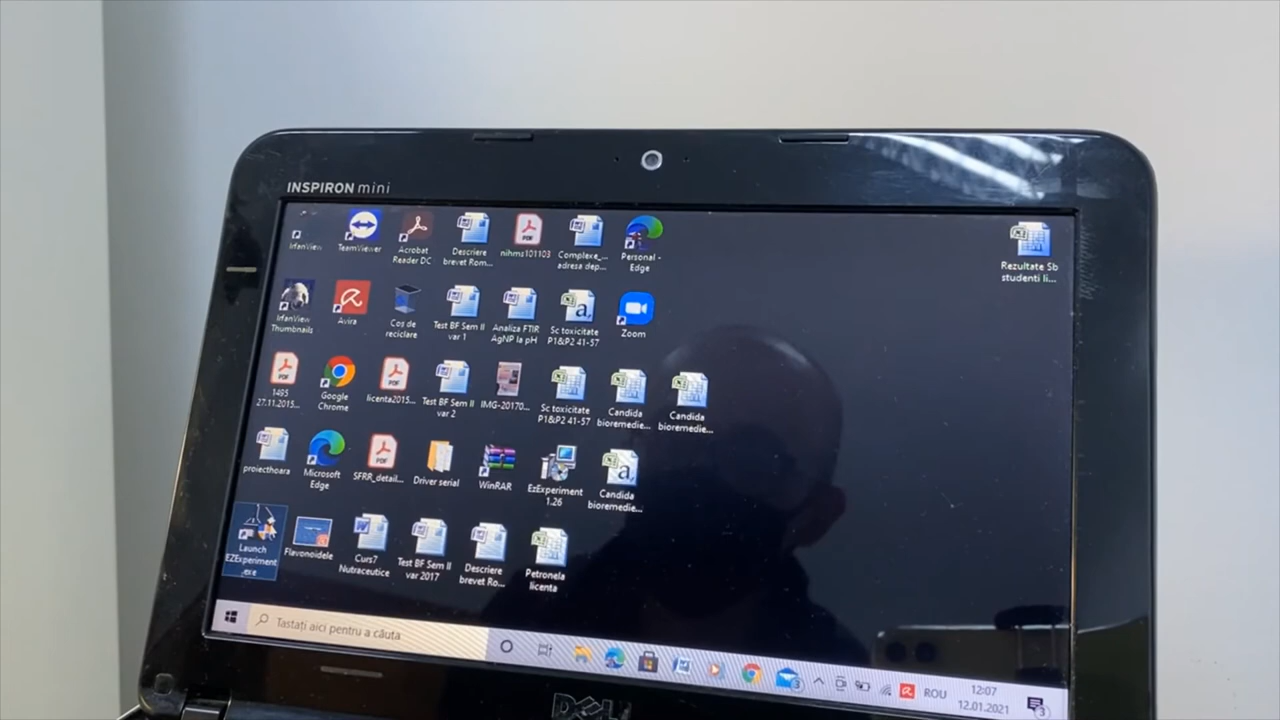 INSPIRON mini
IrfanView
TeamViewer
Acrobat
Reader DC
Descriere
brevet Rom...
nihms101103
Complexe_...
adresa dep...
Personal -
Edge
Rezultate Sb
studenti li...
IrfanView
Thumbnails
Avira
Coș de
reciclare
Test BF Sem II
var 1
Analiza FTIR
AgNP la pH
Sc toxicitate
P1&P2 41-57
Zoom
1495
27.11.2015...
Google
Chrome
licenta2015...
Test BF Sem II
var 2
IMG-20170...
Sc toxicitate
P1&P2 41-57
Candida
bioremedie...
Candida
bioremedie...
proiecthoara
Microsoft
Edge
SFRR_detail...
Driver serial
WinRAR
EzExperiment
1.26
Candida
bioremedie...
Launch
EZExperiment
.exe
Flavonoidele
Curs7
Nutraceutice
Test BF Sem II
var 2017
Descriere
brevet Ro...
Petronela
licenta
Tastați aici pentru a căuta
3
ROU
12:07
12.01.2021
3
DELL